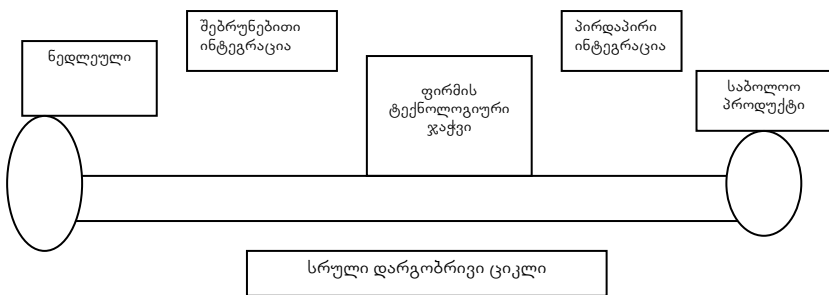 ნედლეული
შებრუნებითი
ინტეგრაცია
ფირმის
ტექნოლოგიური
ჯაჭვი
პირდაპირი
ინტეგრაცია
საბოლოო
პროდუქტი
სრული დარგობრივი ციკლი